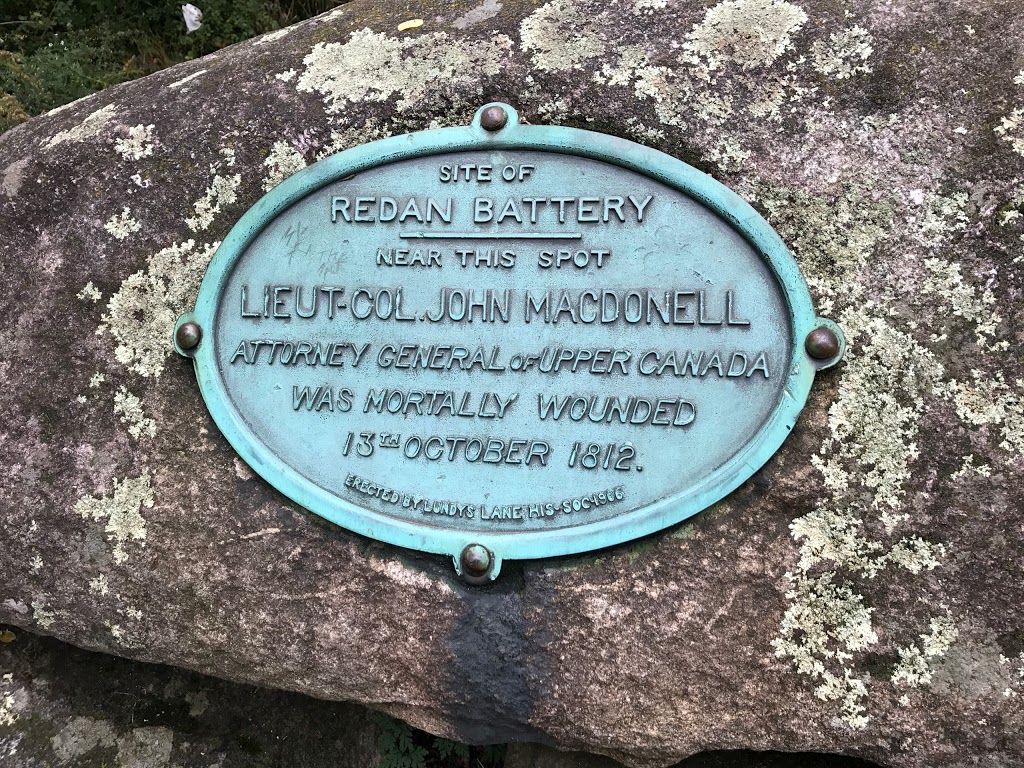 SITE OF
REDAN BATTERY
NEAR THIS SPOT
LIEUT-COL. JOHN MACDONELL
ATTORNEY GENERAL OF UPPER CANADA
WAS MORTALLY WOUNDED
13TH OCTOBER 1812.
ERECTED BY LUNDYS LANE HIS-SOC-1906